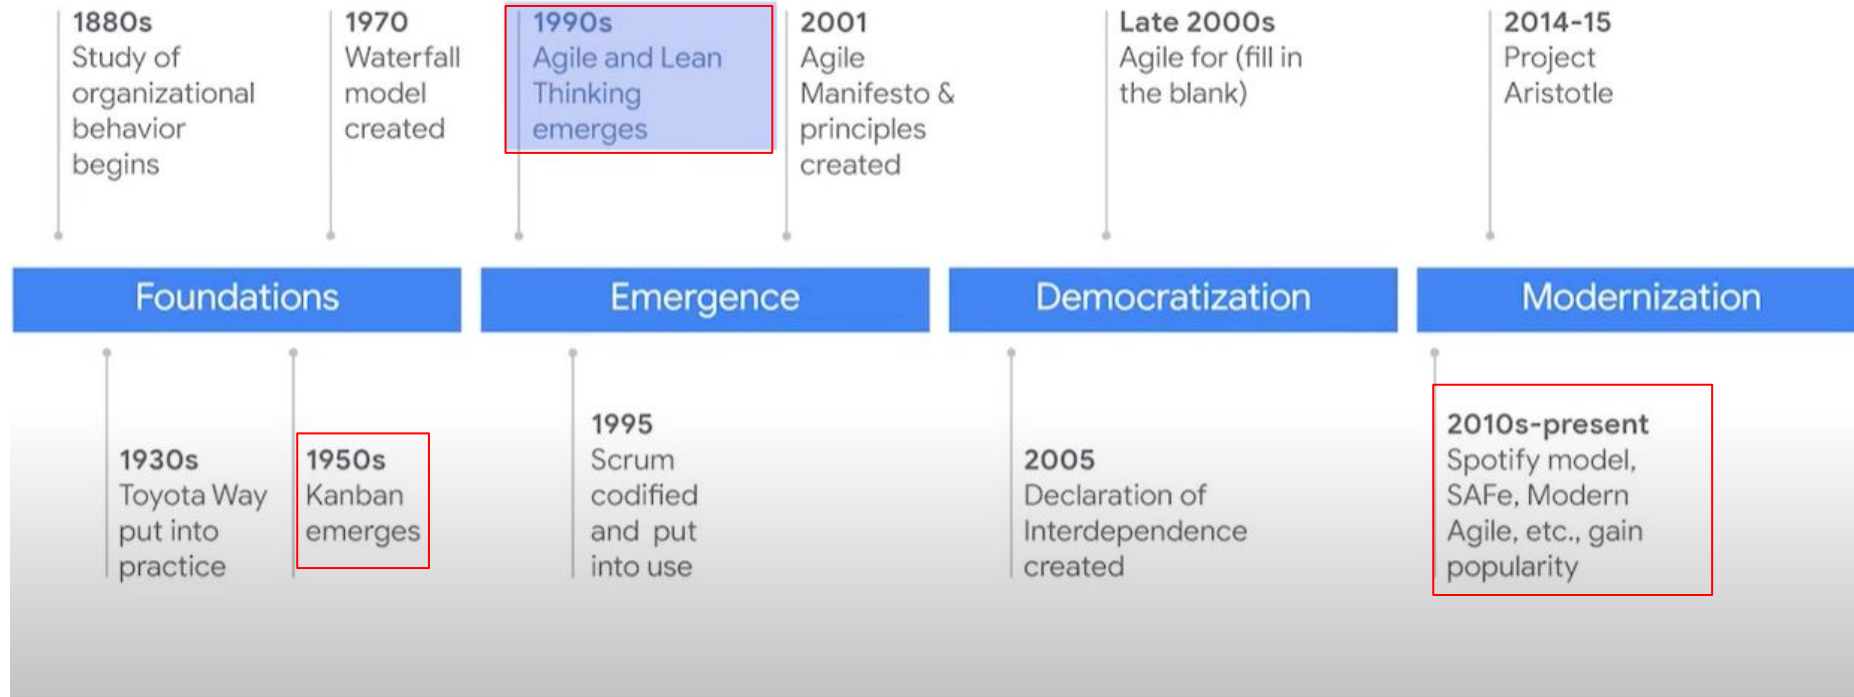 1880s
Study of
organizational
behavior
begins
1970
Waterfall
model
created
1990s
Agile and Lean
Thinking
emerges
2001
Agile
Manifesto &
principles
created
Late 2000s
Agile for (fill in
the blank)
2014-15
Project
Aristotle
Foundations
Emergence
Democratization
Modernization
1930s
Toyota Way
put into
practice
1950s
Kanban
emerges
1995
Scrum
codified
and put
into use
2005
Declaration of
Interdependence
created
2010s-present
Spotify model,
SAFe, Modern
Agile, etc., gain
popularity